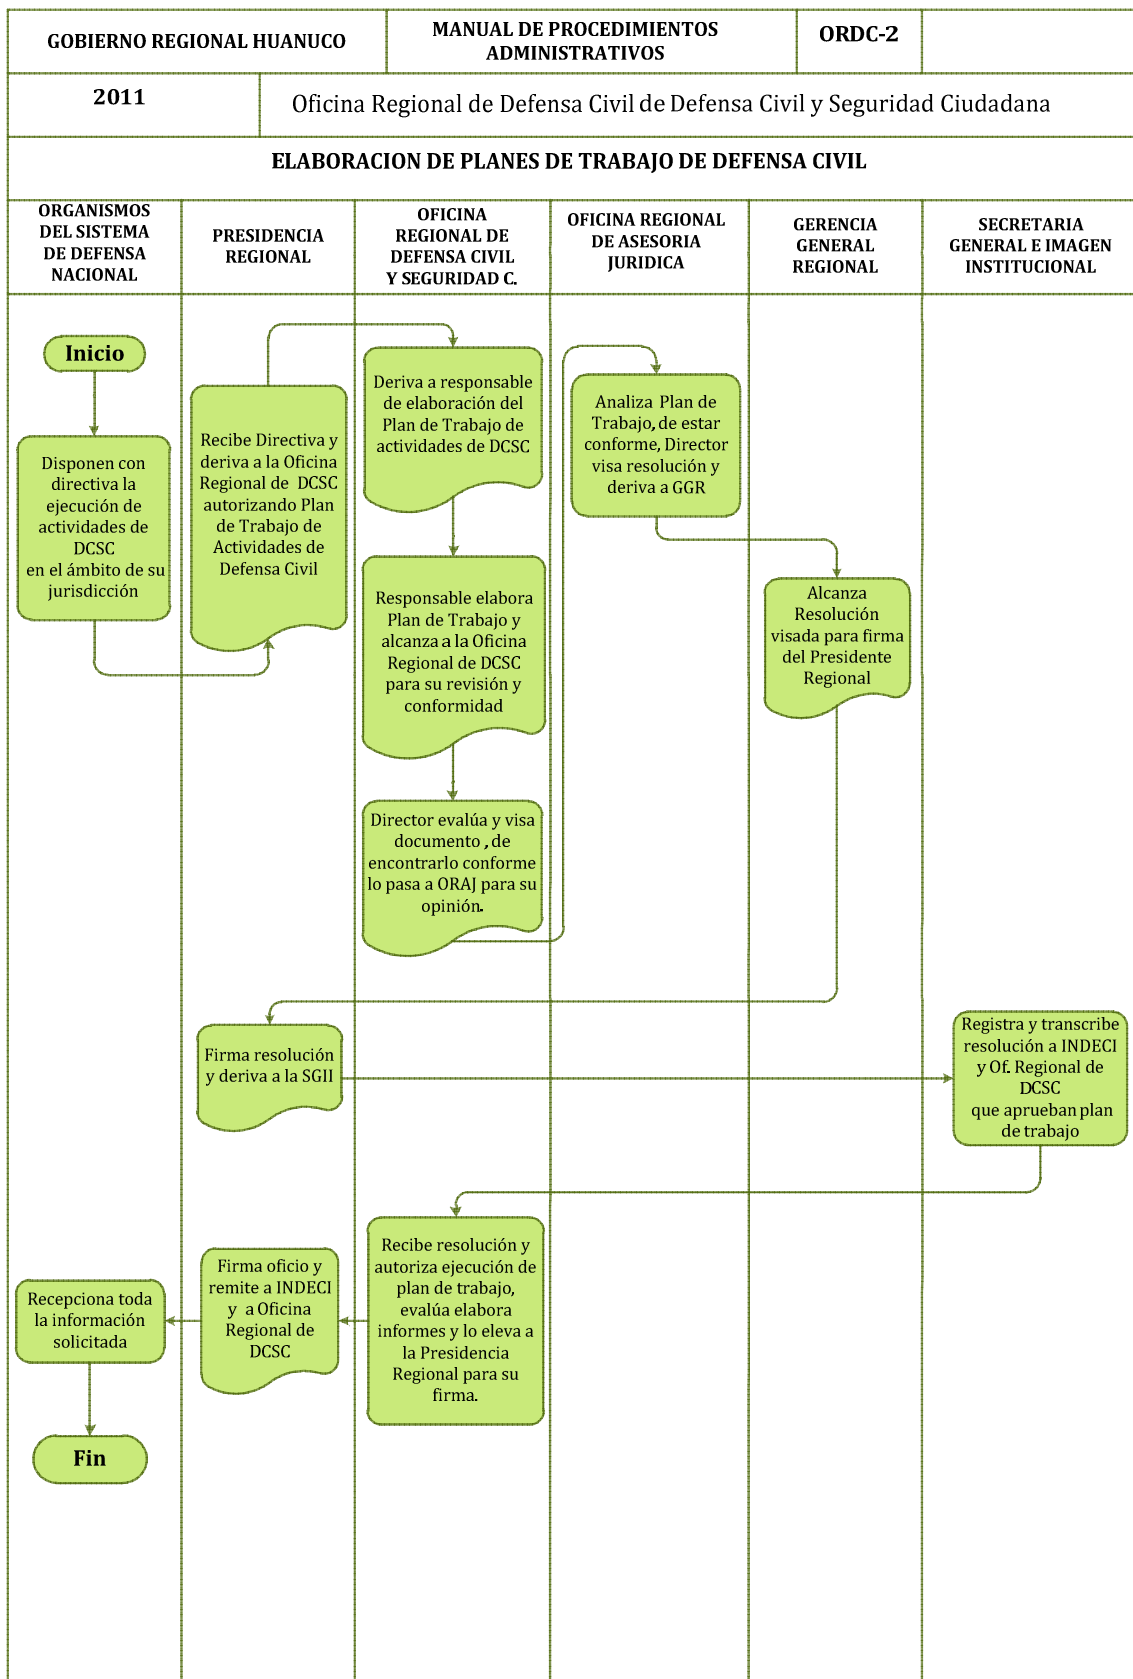 GOBIERNO REGIONAL HUANUCO
MANUAL DE PROCEDIMIENTOS
ADMINISTRATIVOS
ORDC-2
2011
Oficina Regional de Defensa Civil de Defensa Civil y Seguridad Ciudadana
ELABORACION DE PLANES DE TRABAJO DE DEFENSA CIVIL
ORGANISMOS
DEL SISTEMA
DE DEFENSA
NACIONAL
PRESIDENCIA
REGIONAL
OFICINA
REGIONAL DE
DEFENSA CIVIL
Y SEGURIDAD C.
OFICINA REGIONAL
DE ASESORIA
JURIDICA
GERENCIA
GENERAL
REGIONAL
SECRETARIA
GENERAL E IMAGEN
INSTITUCIONAL
Inicio
Disponen con
directiva la
ejecución de
actividades de
DCSC
en el ámbito de su
jurisdicción
Recibe Directiva y
deriva a la Oficina
Regional de DCSC
autorizando Plan
de Trabajo de
Actividades de
Defensa Civil
Deriva a responsable
de elaboración del
Plan de Trabajo de
actividades de DCSC
Responsable elabora
Plan de Trabajo y
alcanza a la Oficina
Regional de DCSC
para su revisión y
conformidad
Director evalúa y visa
documento , de
encontrarlo conforme
lo pasa a ORAJ para su
opinión.
Analiza Plan de
Trabajo, de estar
conforme, Director
visa resolución y
deriva a GGR
Alcanza
Resolución
visada para firma
del Presidente
Regional
Firma resolución
y deriva a la SGII
Registra y transcribe
resolución a INDECI
y Of. Regional de
DCSC
que aprueban plan
de trabajo
Recibe resolución y
autoriza ejecución de
plan de trabajo,
evalúa elabora
informes y lo eleva a
la Presidencia
Regional para su
firma.
Firma oficio y
remite a INDECI
y a Oficina
Regional de
DCSC
Recepciona toda
la información
solicitada
Fin